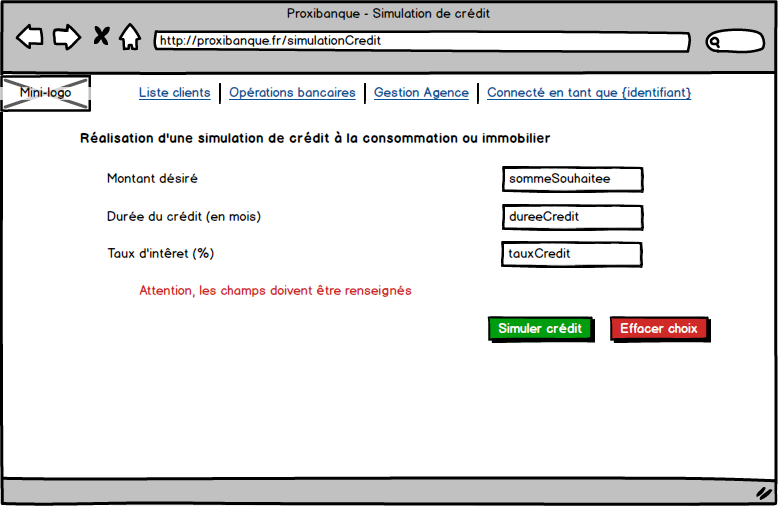 Proxibanque - Simulation de crédit
http://proxibanque.fr/simulationCredit
Mini-logo
Liste clients | Opérations bancaires | Gestion Agence | Connecté en tant que {identifiant}
Réalisation d'une simulation de crédit à la consommation ou immobilier
Montant désiré sommeSouhaitee
Durée du crédit (en mois) dureeCredit
Taux d'intêret (%) tauxCredit
Attention, les champs doivent être renseignés
Simuler crédit Effacer choix